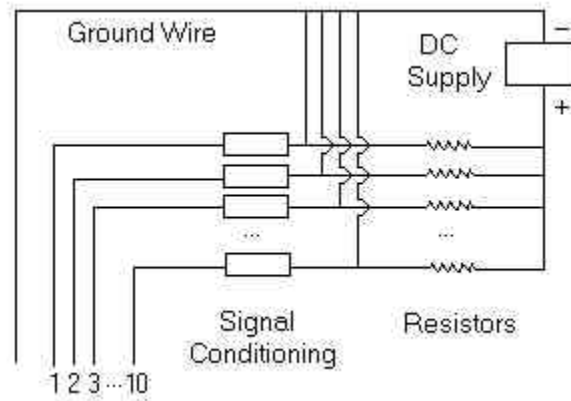 Ground Wire
DC
Supply
−
+
...
...
Signal
Conditioning
Resistors
1 2 3 ... 10